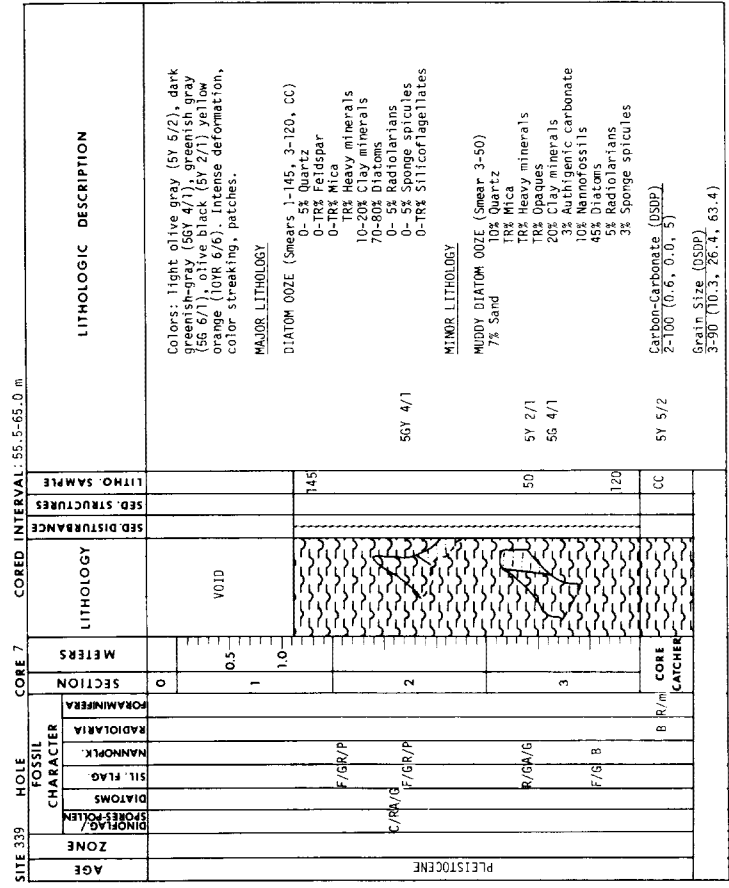 SITE 339 HOLE CORE 7 CORED INTERVAL: 55.5-65.0 m
AGE
ZONE
FOSSIL CHARACTER
DINOFLAG./ SPORES-POLLEN
DIATOMS
SIL. FLAG.
NANNOPLK.
RADIOLARIA
FORAMINIFERA
SECTION
METERS
LITHOLOGY
SED. DISTURBANCE
SED. STRUCTURES
LITHO. SAMPLE
LITHOLOGIC DESCRIPTION
PLEISTOCENE
0
1
0.5
1.0
VOID
2
3
CORE CATCHER
F/G R/P
C/R A/G F/G R/P
R/G A/G
F/G B
B R/m
145
50
120
CC
5GY 4/1
5Y 2/1
5G 4/1
5Y 5/2
Colors: light olive gray (5Y 5/2), dark
greenish-gray (5GY 4/1), greenish gray
(5G 6/1), olive black (5Y 2/1) yellow
orange (10YR 6/6). Intense deformation,
color streaking, patches.
MAJOR LITHOLOGY
DIATOM OOZE (Smears 1-145, 3-120, CC)
0- 5% Quartz
0-TR% Feldspar
0-TR% Mica
TR% Heavy minerals
10-20% Clay minerals
70-80% Diatoms
0- 5% Radiolarians
0- 5% Sponge spicules
0-TR% Silicoflagellates
MINOR LITHOLOGY
MUDDY DIATOM OOZE (Smear 3-50)
7% Sand
10% Quartz
TR% Mica
TR% Heavy minerals
TR% Opaques
20% Clay minerals
3% Authigenic carbonate
10% Nannofossils
45% Diatoms
5% Radiolarians
3% Sponge spicules
Carbon-Carbonate (DSDP)
2-100 (0.6, 0.0, 5)
Grain Size (DSDP)
3-90 (10.3, 26.4, 63.4)